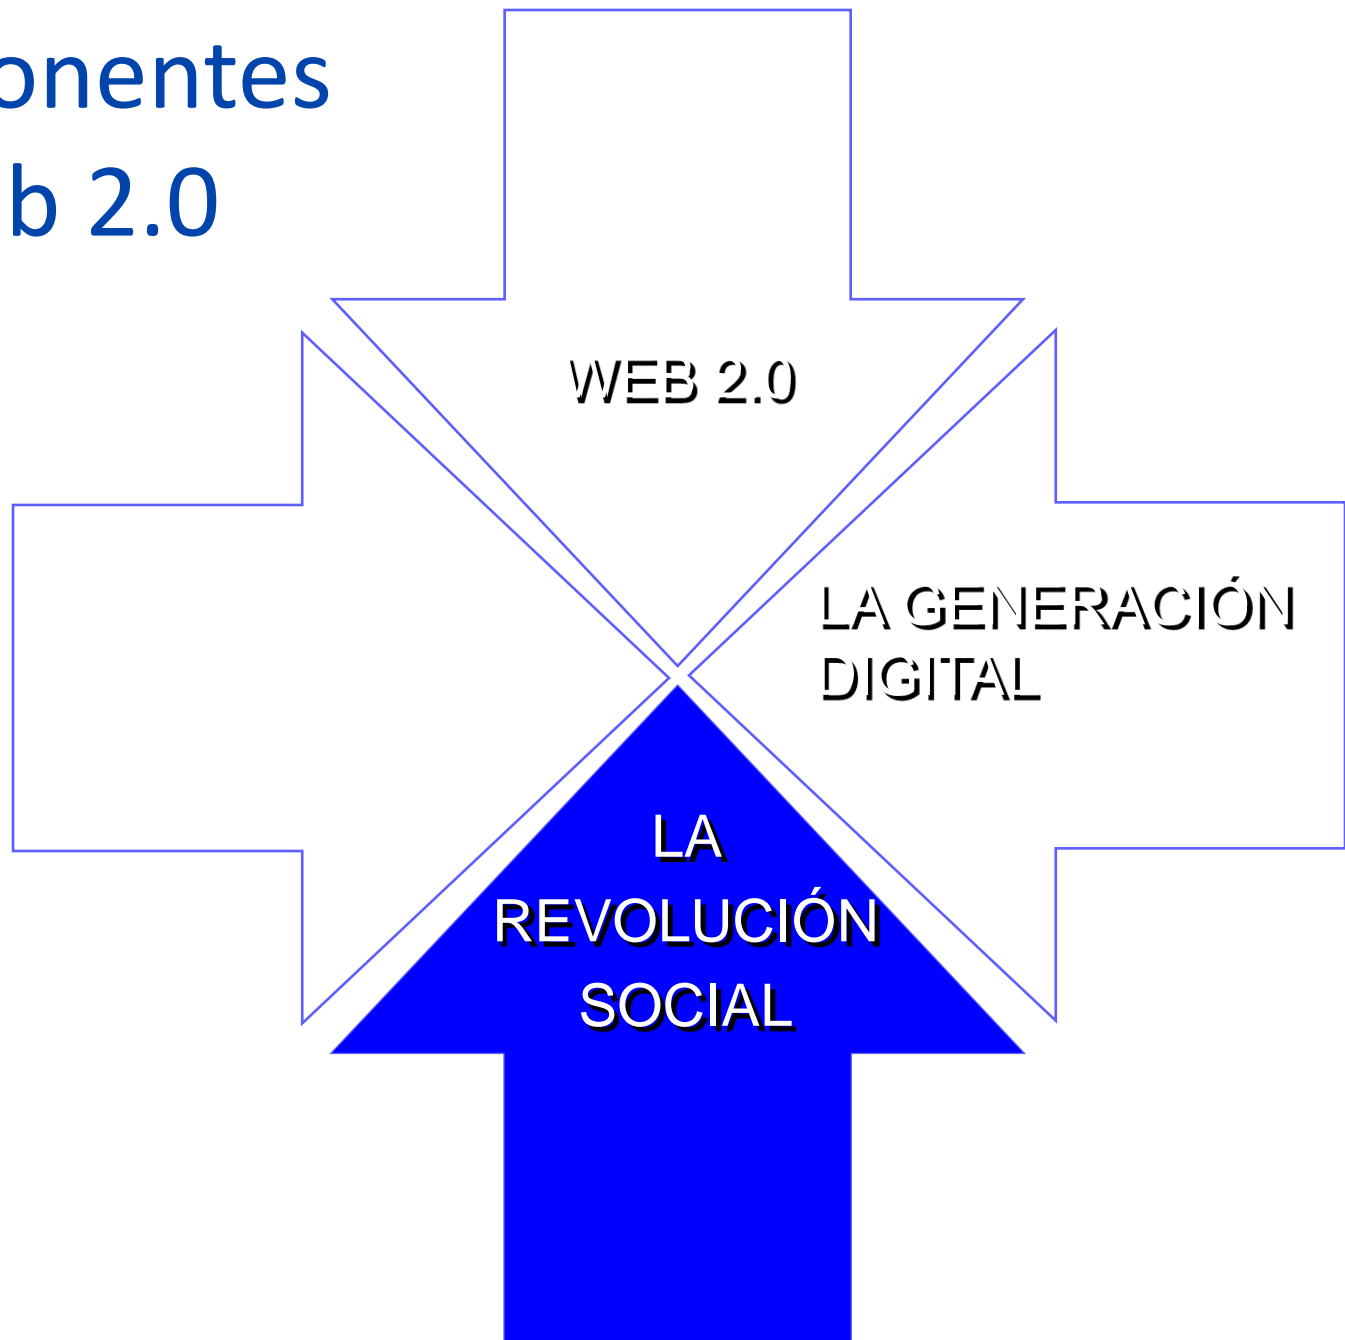 onentes
b 2.0
WEB 2.0
LA GENERACIÓN
DIGITAL
LA
REVOLUCIÓN
SOCIAL